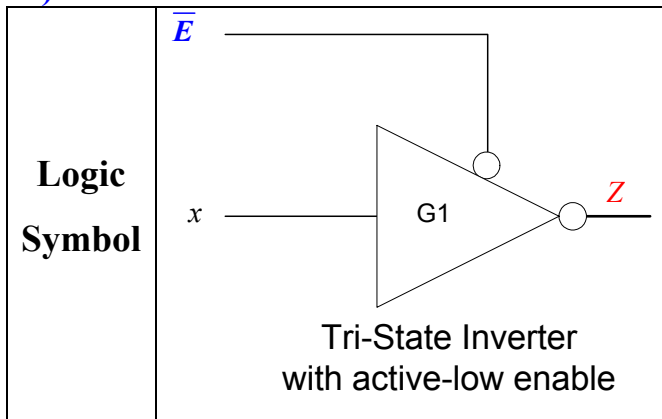 )
E̅
Logic
Symbol
x
G1
Z
Tri-State Inverter
with active-low enable